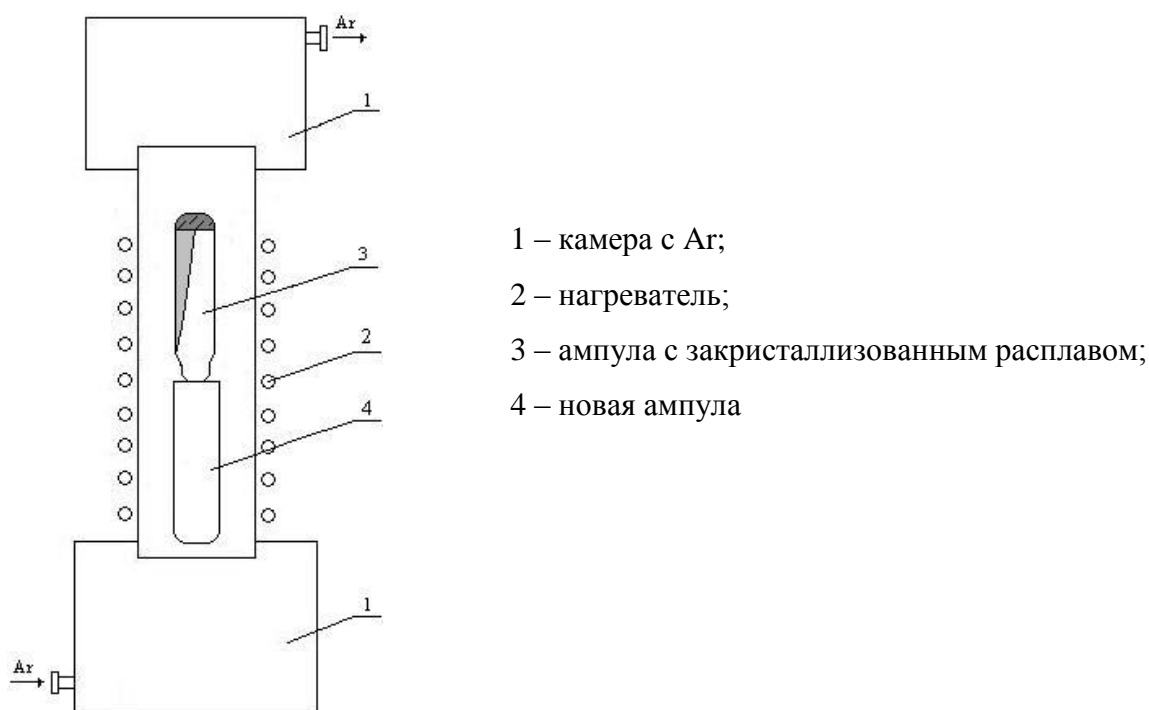 Ar
1
1 – камера с Ar;
3
2 – нагреватель;
2
3 – ампула с закристаллизованным расплавом;
4
4 – новая ампула
1
Ar